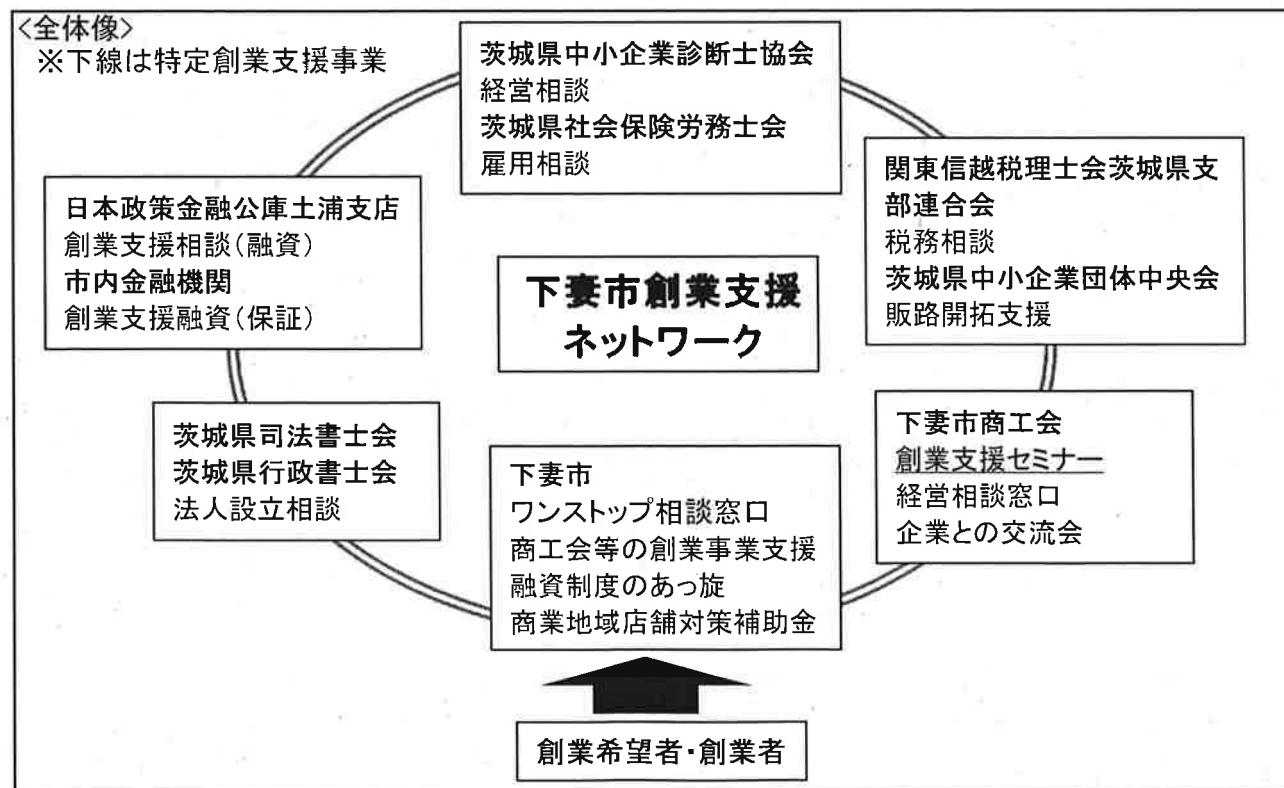 <全体像>
※下線は特定創業支援事業
茨城県中小企業診断士協会
経営相談
茨城県社会保険労務士会
雇用相談
関東信越税理士会茨城県支
部連合会
税務相談
茨城県中小企業団体中央会
販路開拓支援
日本政策金融公庫土浦支店
創業支援相談(融資)
市内金融機関
創業支援融資(保証)
下妻市創業支援
ネットワーク
茨城県司法書士会
茨城県行政書士会
法人設立相談
下妻市
ワンストップ相談窓口
商工会等の創業事業支援
融資制度のあっ旋
商業地域店舗対策補助金
下妻市商工会
創業支援セミナー
経営相談窓口
企業との交流会
創業希望者・創業者